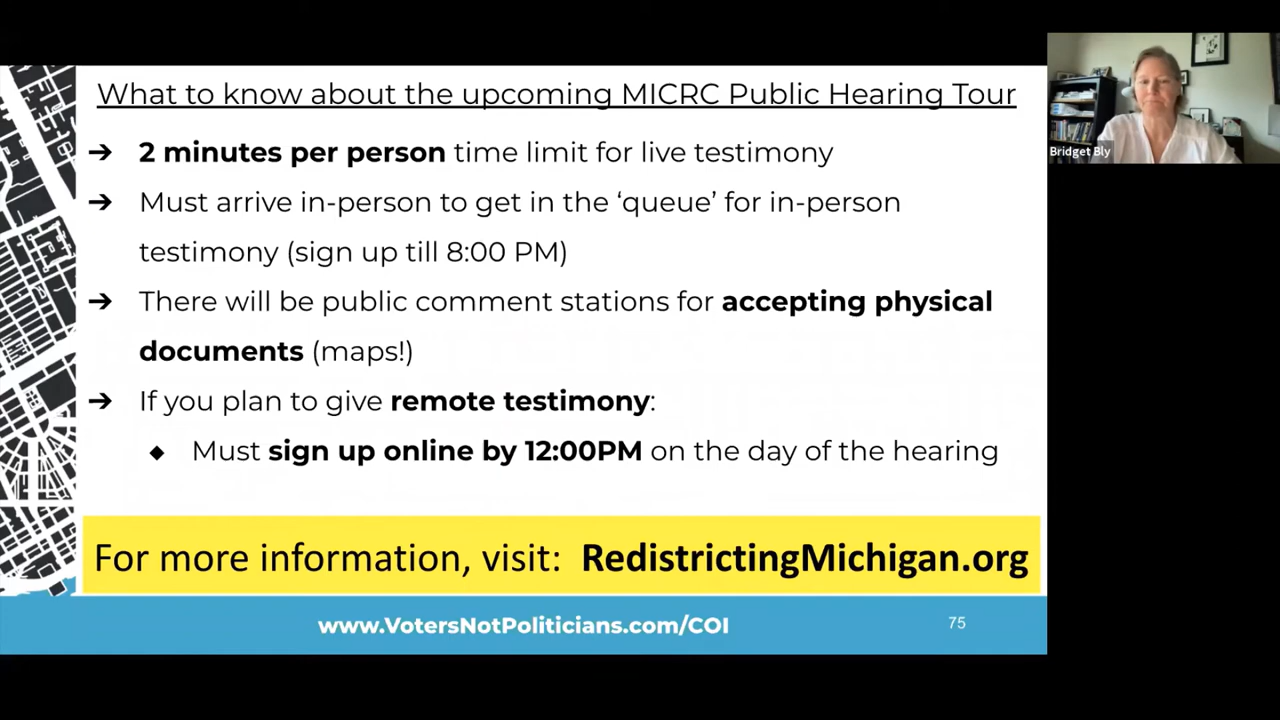 What to know about the upcoming MICRC Public Hearing Tour
➔ 2 minutes per person time limit for live testimony
➔ Must arrive in-person to get in the ‘queue’ for in-person
testimony (sign up till 8:00 PM)
➔ There will be public comment stations for accepting physical
documents (maps!)
➔ If you plan to give remote testimony:
◆ Must sign up online by 12:00PM on the day of the hearing
For more information, visit: RedistrictingMichigan.org
www.VotersNotPoliticians.com/COI
75
Bridget Bly